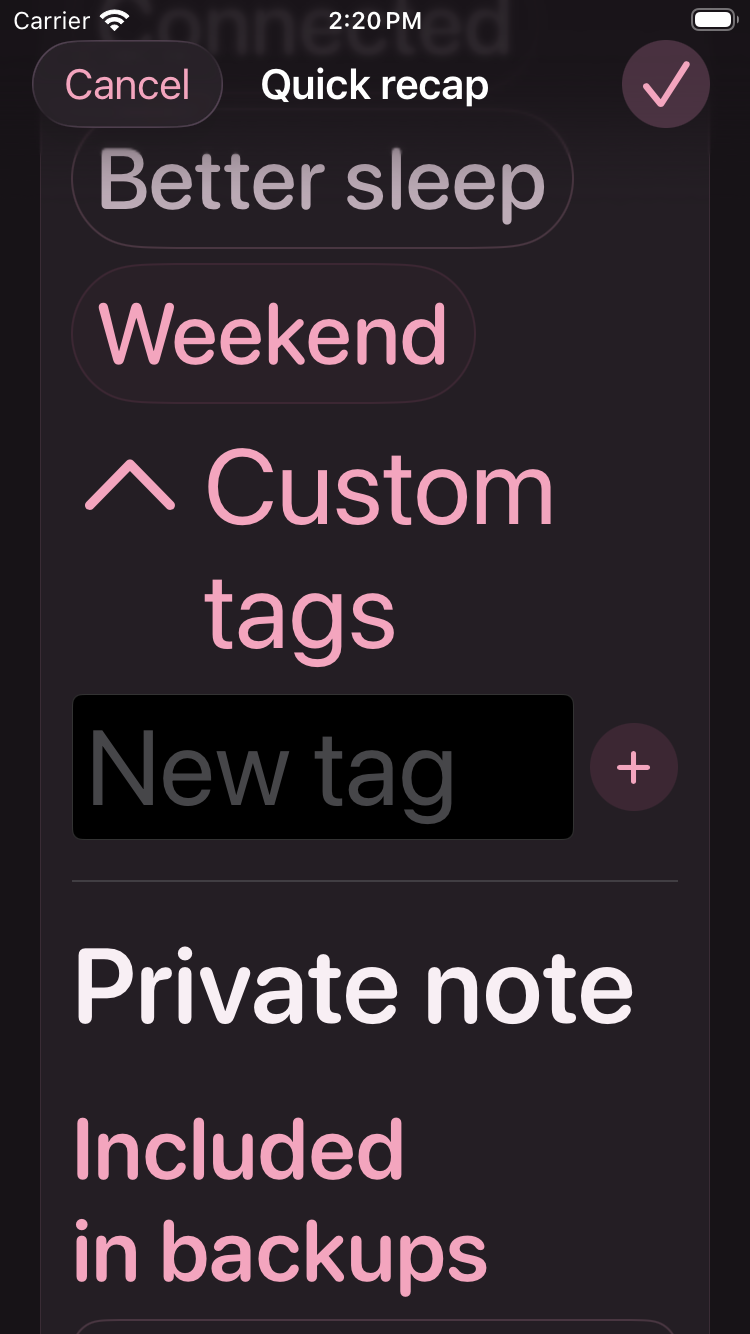 Carrier 2:20 PM
Connected
Cancel Quick recap
Better sleep
Weekend
Custom
tags
New tag
Private note
Included
in backups